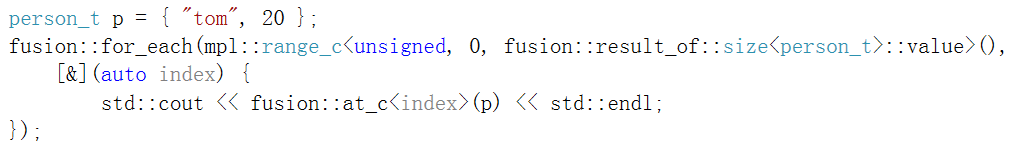 person_t p = { "tom", 20 };
fusion::for_each(mpl::range_c<unsigned, 0, fusion::result_of::size<person_t>::value>(),
    [&](auto index) {
        std::cout << fusion::at_c<index>(p) << std::endl;
});